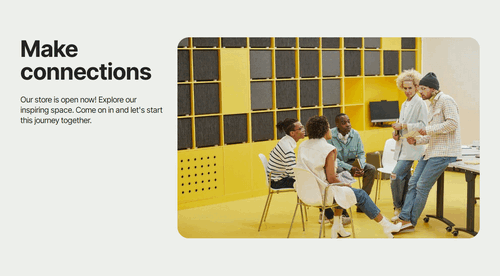 Make
connections
Our store is open now! Explore our
inspiring space. Come on in and let's start
this journey together.